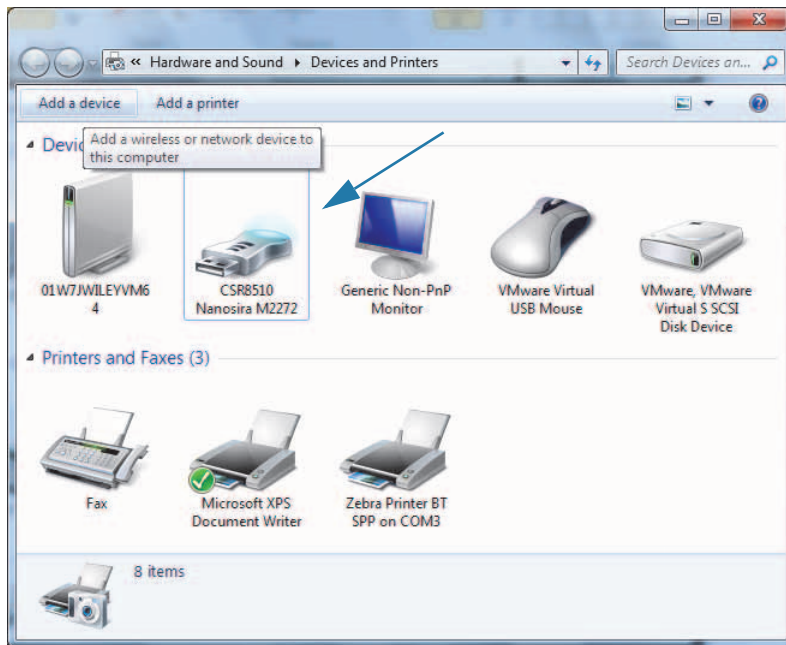 « Hardware and Sound ▸ Devices and Printers
Search Devices an...
Add a device
Add a printer
Add a wireless or network device to
this computer
01W7JWILEYVM6
4
CSR8510
Nanosira M2272
Generic Non-PnP
Monitor
VMware Virtual
USB Mouse
VMware, VMware
Virtual S SCSI
Disk Device
Printers and Faxes (3)
Fax
Microsoft XPS
Document Writer
Zebra Printer BT
SPP on COM3
8 items